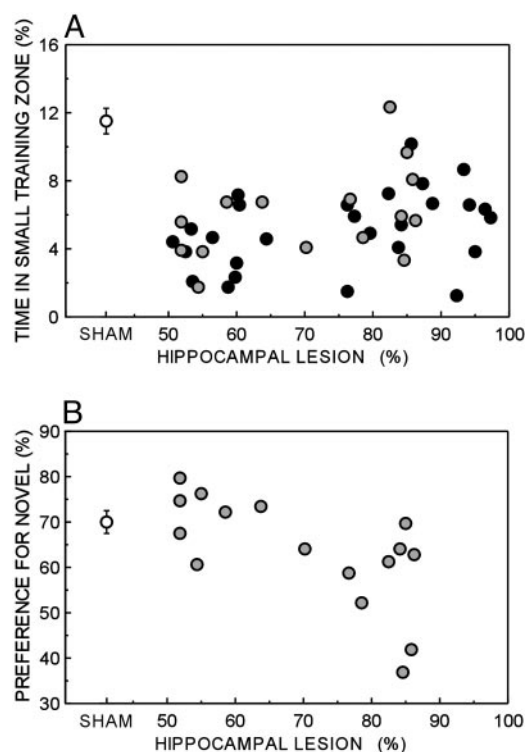 A
TIME IN SMALL TRAINING ZONE (%)
16
12
8
4
0
SHAM 50 60 70 80 90 100
HIPPOCAMPAL LESION (%)
B
PREFERENCE FOR NOVEL (%)
90
80
70
60
50
40
30
SHAM 50 60 70 80 90 100
HIPPOCAMPAL LESION (%)